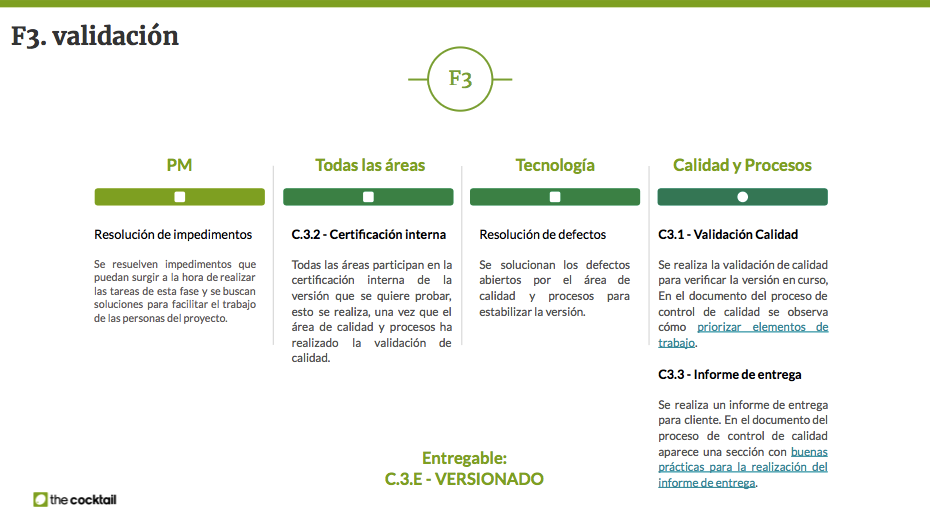 F3. validación
F3
PM
Resolución de impedimentos
Se resuelven impedimentos que
puedan surgir a la hora de realizar
las tareas de esta fase y se buscan
soluciones para facilitar el trabajo
de las personas del proyecto.
Todas las áreas
C.3.2 - Certificación interna
Todas las áreas participan en la
certificación interna de la
versión que se quiere probar,
esto se realiza, una vez que el
área de calidad y procesos ha
realizado la validación de
calidad.
Tecnología
Resolución de defectos
Se solucionan los defectos
abiertos por el área de
calidad y procesos para
estabilizar la versión.
Calidad y Procesos
C3.1 - Validación Calidad
Se realiza la validación de calidad
para verificar la versión en curso,
En el documento del proceso de
control de calidad se observa
cómo priorizar elementos de
trabajo.
C3.3 - Informe de entrega
Se realiza un informe de entrega
para cliente. En el documento del
proceso de control de calidad
aparece una sección con buenas
prácticas para la realización del
informe de entrega.
Entregable:
C.3.E - VERSIONADO
the cocktail